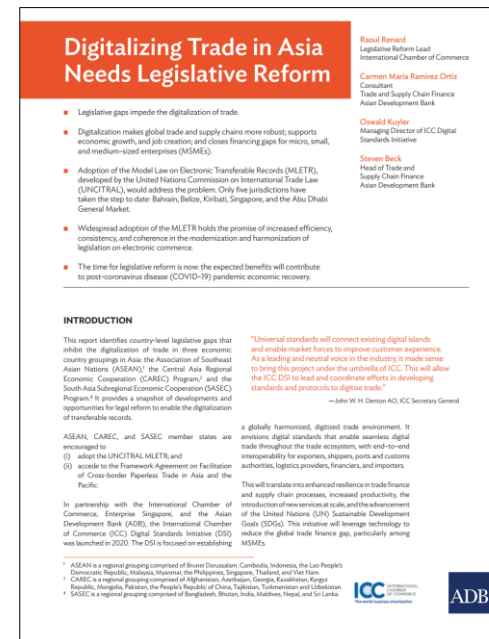 Digitalizing Trade in Asia
Needs Legislative Reform
Raoul Renard
Legislative Reform Lead
International Chamber of Commerce
Carmen Maria Ramirez Ortiz
Consultant
Trade and Supply Chain Finance
Asian Development Bank
Oswald Kuyler
Managing Director of ICC Digital
Standards Initiative
Steven Beck
Head of Trade and
Supply Chain Finance
Asian Development Bank
■ Legislative gaps impede the digitalization of trade.
■ Digitalization makes global trade and supply chains more robust; supports
economic growth, and job creation; and closes financing gaps for micro, small,
and medium-sized enterprises (MSMEs).
■ Adoption of the Model Law on Electronic Transferable Records (MLETR),
developed by the United Nations Commission on International Trade Law
(UNCITRAL), would address the problem. Only five jurisdictions have
taken the step to date: Bahrain, Belize, Kiribati, Singapore, and the Abu Dhabi
General Market.
■ Widespread adoption of the MLETR holds the promise of increased efficiency,
consistency, and coherence in the modernization and harmonization of
legislation on electronic commerce.
■ The time for legislative reform is now; the expected benefits will contribute
to post-coronavirus disease (COVID-19) pandemic economic recovery.
INTRODUCTION
This report identifies country-level legislative gaps that
inhibit the digitalization of trade in three economic
country groupings in Asia: the Association of Southeast
Asian Nations (ASEAN),¹ the Central Asia Regional
Economic Cooperation (CAREC) Program,² and the
South Asia Subregional Economic Cooperation (SASEC)
Program.³ It provides a snapshot of developments and
opportunities for legal reform to enable the digitalization
of transferable records.
ASEAN, CAREC, and SASEC member states are
encouraged to
(i) adopt the UNCITRAL MLETR; and
(ii) accede to the Framework Agreement on Facilitation
of Cross-border Paperless Trade in Asia and the
Pacific.
In partnership with the International Chamber of
Commerce, Enterprise Singapore, and the Asian
Development Bank (ADB), the International Chamber
of Commerce (ICC) Digital Standards Initiative (DSI)
was launched in 2020. The DSI is focused on establishing
"Universal standards will connect existing digital islands
and enable market forces to improve customer experience.
As a leading and neutral voice in the industry, it made sense
to bring this project under the umbrella of ICC. This will allow
the ICC DSI to lead and coordinate efforts in developing
standards and protocols to digitise trade."
—John W. H. Denton AO, ICC Secretary General
a globally harmonized, digitized trade environment. It
envisions digital standards that enable seamless digital
trade throughout the trade ecosystem, with end-to-end
interoperability for exporters, shippers, ports and customs
authorities, logistics providers, financiers, and importers.
This will translate into enhanced resilience in trade finance
and supply chain processes, increased productivity, the
introduction of new services at scale, and the advancement
of the United Nations (UN) Sustainable Development
Goals (SDGs). This initiative will leverage technology to
reduce the global trade finance gap, particularly among
MSMEs.
¹ ASEAN is a regional grouping comprised of Brunei Darussalam, Cambodia, Indonesia, the Lao People's
Democratic Republic, Malaysia, Myanmar, the Philippines, Singapore, Thailand, and Viet Nam.
² CAREC is a regional grouping comprised of Afghanistan, Azerbaijan, Georgia, Kazakhstan, Kyrgyz
Republic, Mongolia, Pakistan, the People's Republic of China, Tajikistan, Turkmenistan and Uzbekistan.
³ SASEC is a regional grouping comprised of Bangladesh, Bhutan, India, Maldives, Nepal, and Sri Lanka.
ICC INTERNATIONAL
CHAMBER
OF COMMERCE
The world business organization
ADB